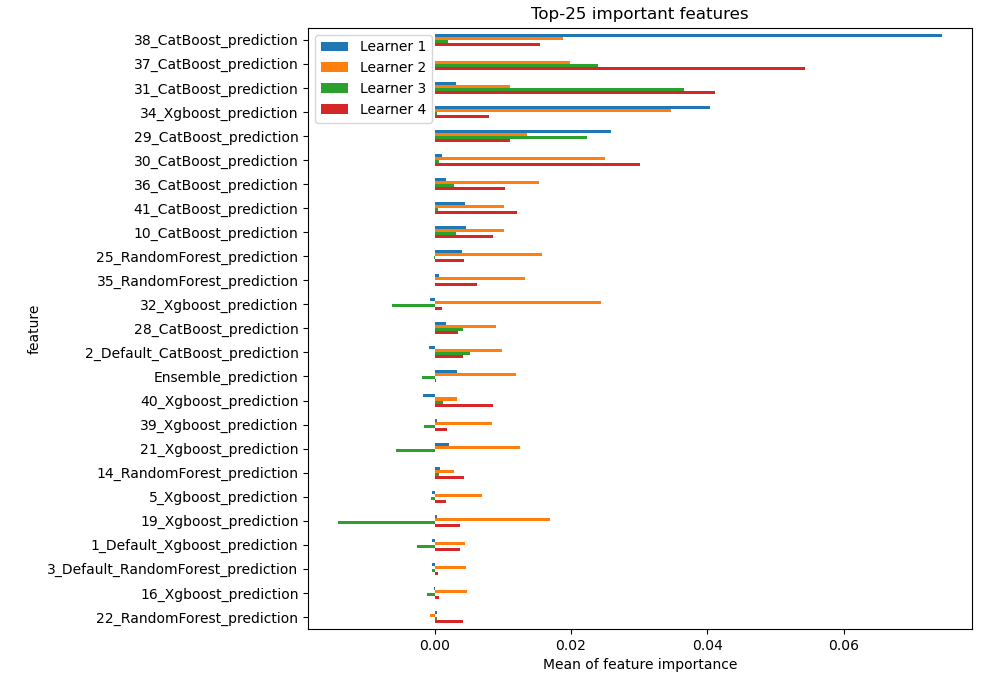 Top-25 important features
Learner 1
Learner 2
Learner 3
Learner 4
38_CatBoost_prediction
37_CatBoost_prediction
31_CatBoost_prediction
34_Xgboost_prediction
29_CatBoost_prediction
30_CatBoost_prediction
36_CatBoost_prediction
41_CatBoost_prediction
10_CatBoost_prediction
25_RandomForest_prediction
35_RandomForest_prediction
32_Xgboost_prediction
28_CatBoost_prediction
2_Default_CatBoost_prediction
Ensemble_prediction
40_Xgboost_prediction
39_Xgboost_prediction
21_Xgboost_prediction
14_RandomForest_prediction
5_Xgboost_prediction
19_Xgboost_prediction
1_Default_Xgboost_prediction
3_Default_RandomForest_prediction
16_Xgboost_prediction
22_RandomForest_prediction
feature
0.00 0.02 0.04 0.06
Mean of feature importance